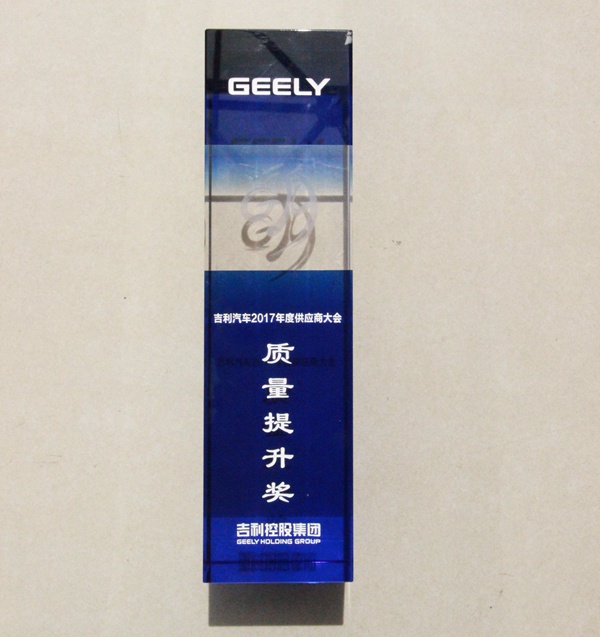 GEELY
吉利汽车2017年度供应商大会
质
量
提
升
奖
吉利控股集团
GEELY HOLDING GROUP